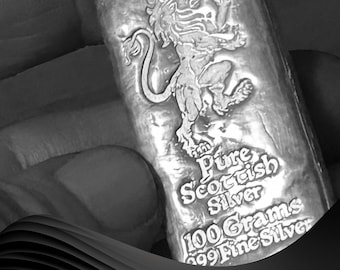 Pure
Scottish
Silver
100 Grams
999 Fine Silver